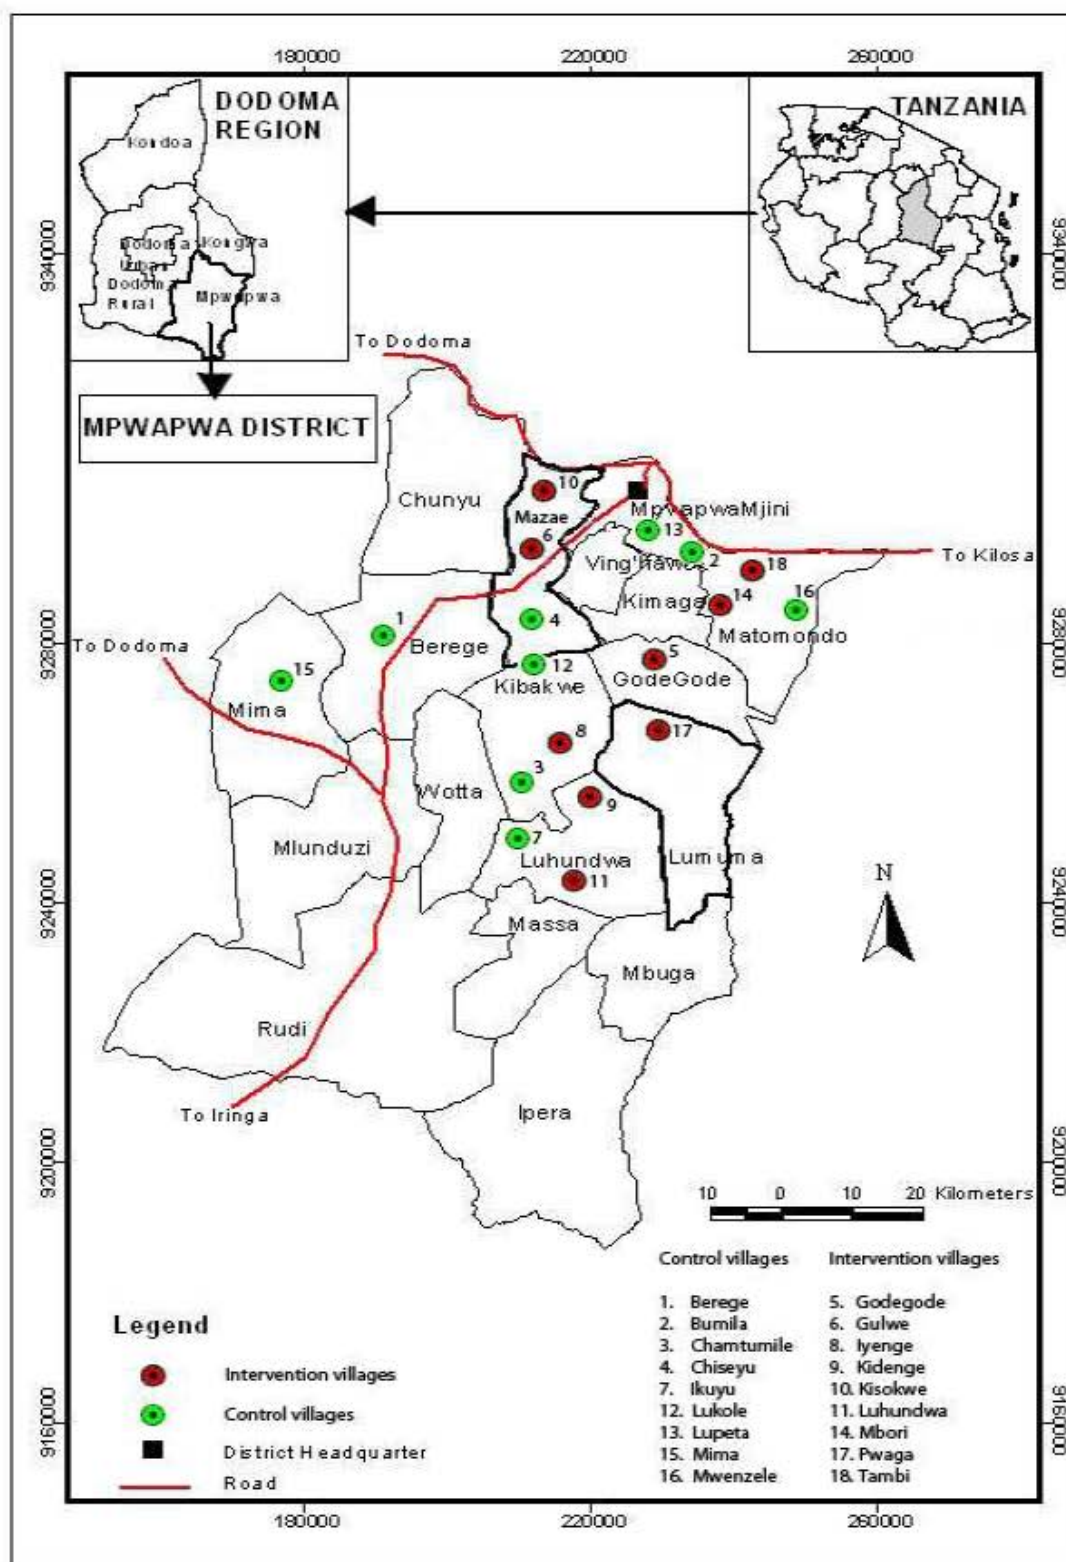 180000
220000
260000
DODOMA
REGION
TANZANIA
Kondoa
Dodoma
Urban
Kongwa
Dodom
Rural
Mpwapwa
9340000
9340000
To Dodoma
MPWAPWA DISTRICT
Chunyu
10
Mazae
6
MpwapwaMjini
13
2
To Kilosa
Ving'hawe
18
Kimaga
14
16
Matomondo
1
4
Berege
To Dodoma
9280000
9280000
15
12
5
Kibakwe
GodeGode
Mima
8
17
3
Wotta
9
7
Mlunduzi
Luhundwa
Lumuma
11
N
9240000
9240000
Massa
Mbuga
Rudi
To Iringa
Ipera
9200000
9200000
10 0 10 20 Kilometers
Control villages
1. Berege
2. Bumila
3. Chamtumile
4. Chiseyu
7. Ikuyu
12. Lukole
13. Lupeta
15. Mima
16. Mwenzele
Intervention villages
5. Godegode
6. Gulwe
8. Iyenge
9. Kidenge
10. Kisokwe
11. Luhundwa
14. Mbori
17. Pwaga
18. Tambi
Legend
Intervention villages
Control villages
District Headquarter
Road
9160000
9160000
180000
220000
260000